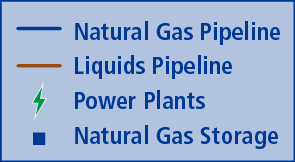 Natural Gas Pipeline
Liquids Pipeline
Power Plants
Natural Gas Storage